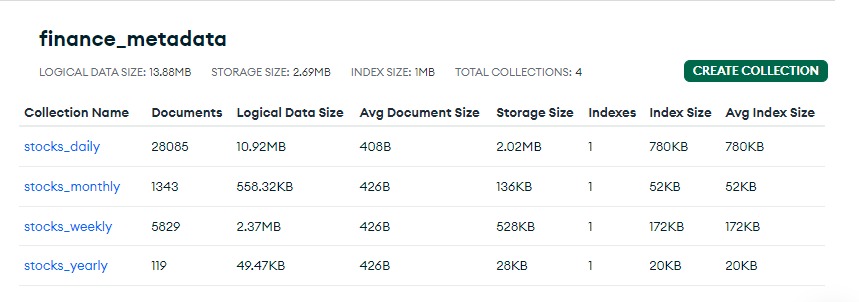 finance_metadata
LOGICAL DATA SIZE: 13.88MB STORAGE SIZE: 2.69MB INDEX SIZE: 1MB TOTAL COLLECTIONS: 4 CREATE COLLECTION
Collection Name Documents Logical Data Size Avg Document Size Storage Size Indexes Index Size Avg Index Size
stocks_daily 28085 10.92MB 408B 2.02MB 1 780KB 780KB
stocks_monthly 1343 558.32KB 426B 136KB 1 52KB 52KB
stocks_weekly 5829 2.37MB 426B 528KB 1 172KB 172KB
stocks_yearly 119 49.47KB 426B 28KB 1 20KB 20KB